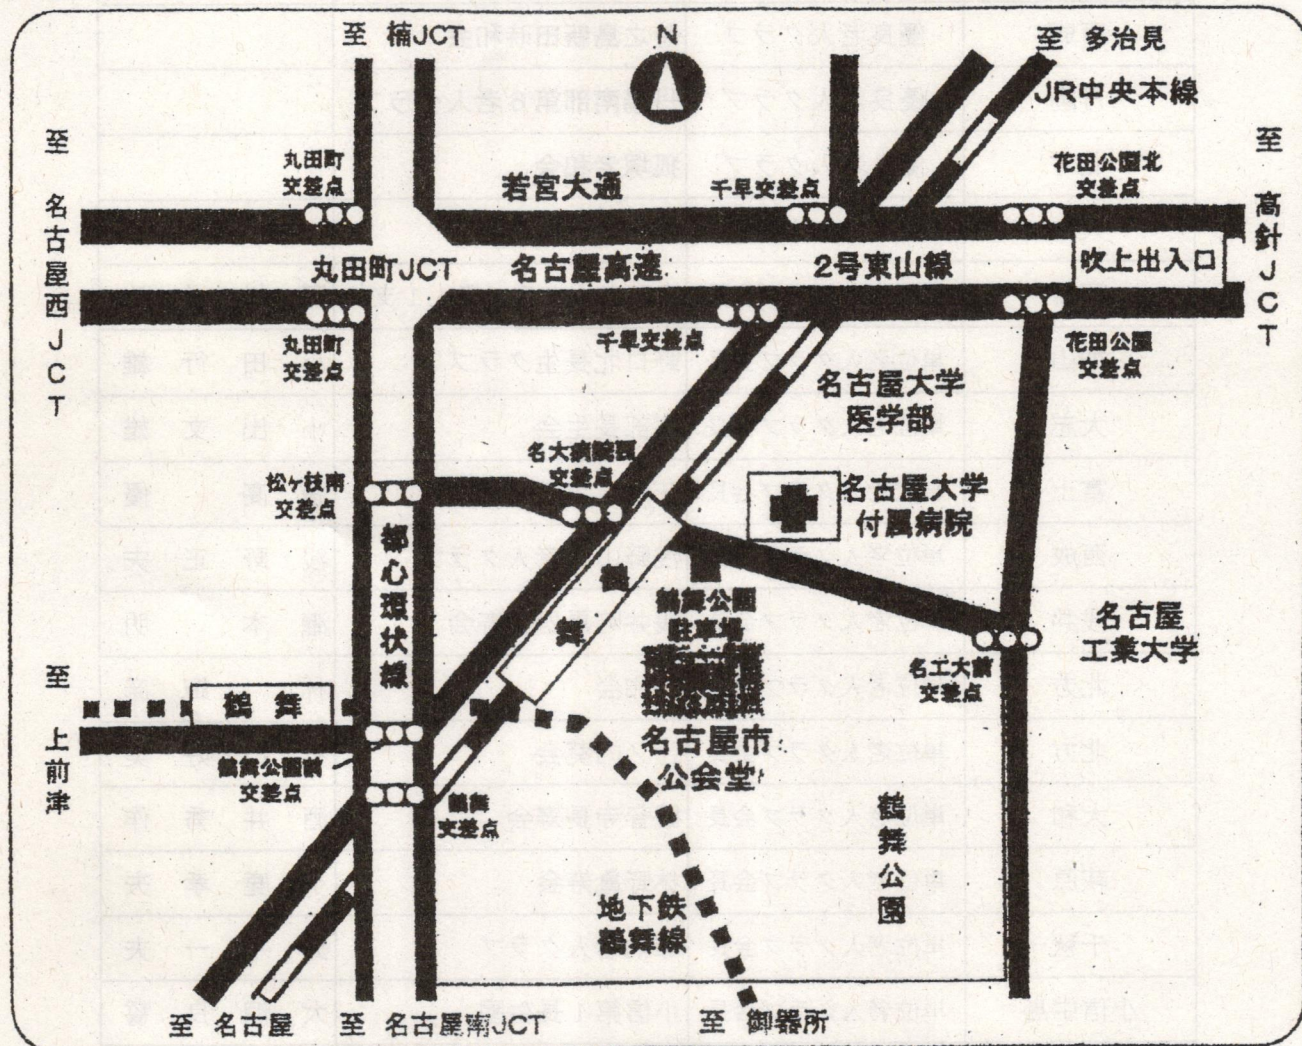 至 楠JCT
N
至 多治見
JR中央本線
至 名古屋西JCT
丸田町
交差点
若宮大通
千早交差点
花田公園北
交差点
至 高針JCT
丸田町JCT
名古屋高速
2号東山線
吹上出入口
丸田町
交差点
千早交差点
花田公園
交差点
名古屋大学
医学部
名大病院西
交差点
松ヶ枝南
交差点
名古屋大学
付属病院
都心環状線
鶴舞
鶴舞公園
駐車場
名古屋
工業大学
名工大前
交差点
至 上前津
鶴舞
名古屋市
公会堂
鶴舞公園前
交差点
鶴舞
交差点
鶴舞公園
地下鉄
鶴舞線
至 名古屋
至 名古屋南JCT
至 御器所